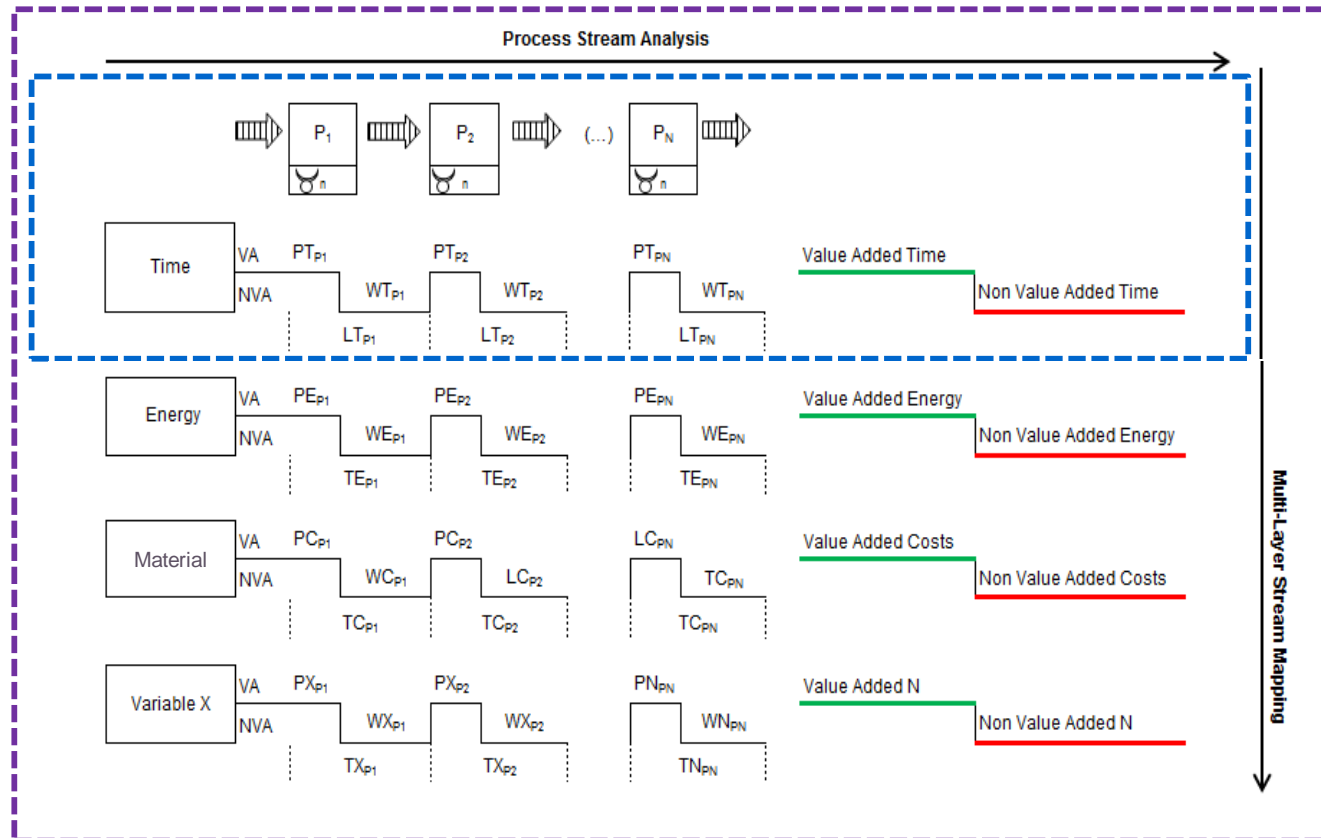 Process Stream Analysis
P1 P2 (...) PN
n n n
Time VA PTP1 PTP2 PTPN Value Added Time
NVA WTP1 WTP2 WTPN Non Value Added Time
LTP1 LTP2 LTPN
Energy VA PEP1 PEP2 PEPN Value Added Energy
NVA WEP1 WEP2 WEPN Non Value Added Energy
TEP1 TEP2 TEPN
Material VA PCP1 PCP2 LCPN Value Added Costs
NVA WCP1 LCP2 TCPN Non Value Added Costs
TCP1 TCP2 TCPN
Variable X VA PXP1 PXP2 PNPN Value Added N
NVA WXP1 WXP2 WNPN Non Value Added N
TXP1 TXP2 TNPN
Multi-Layer Stream Mapping